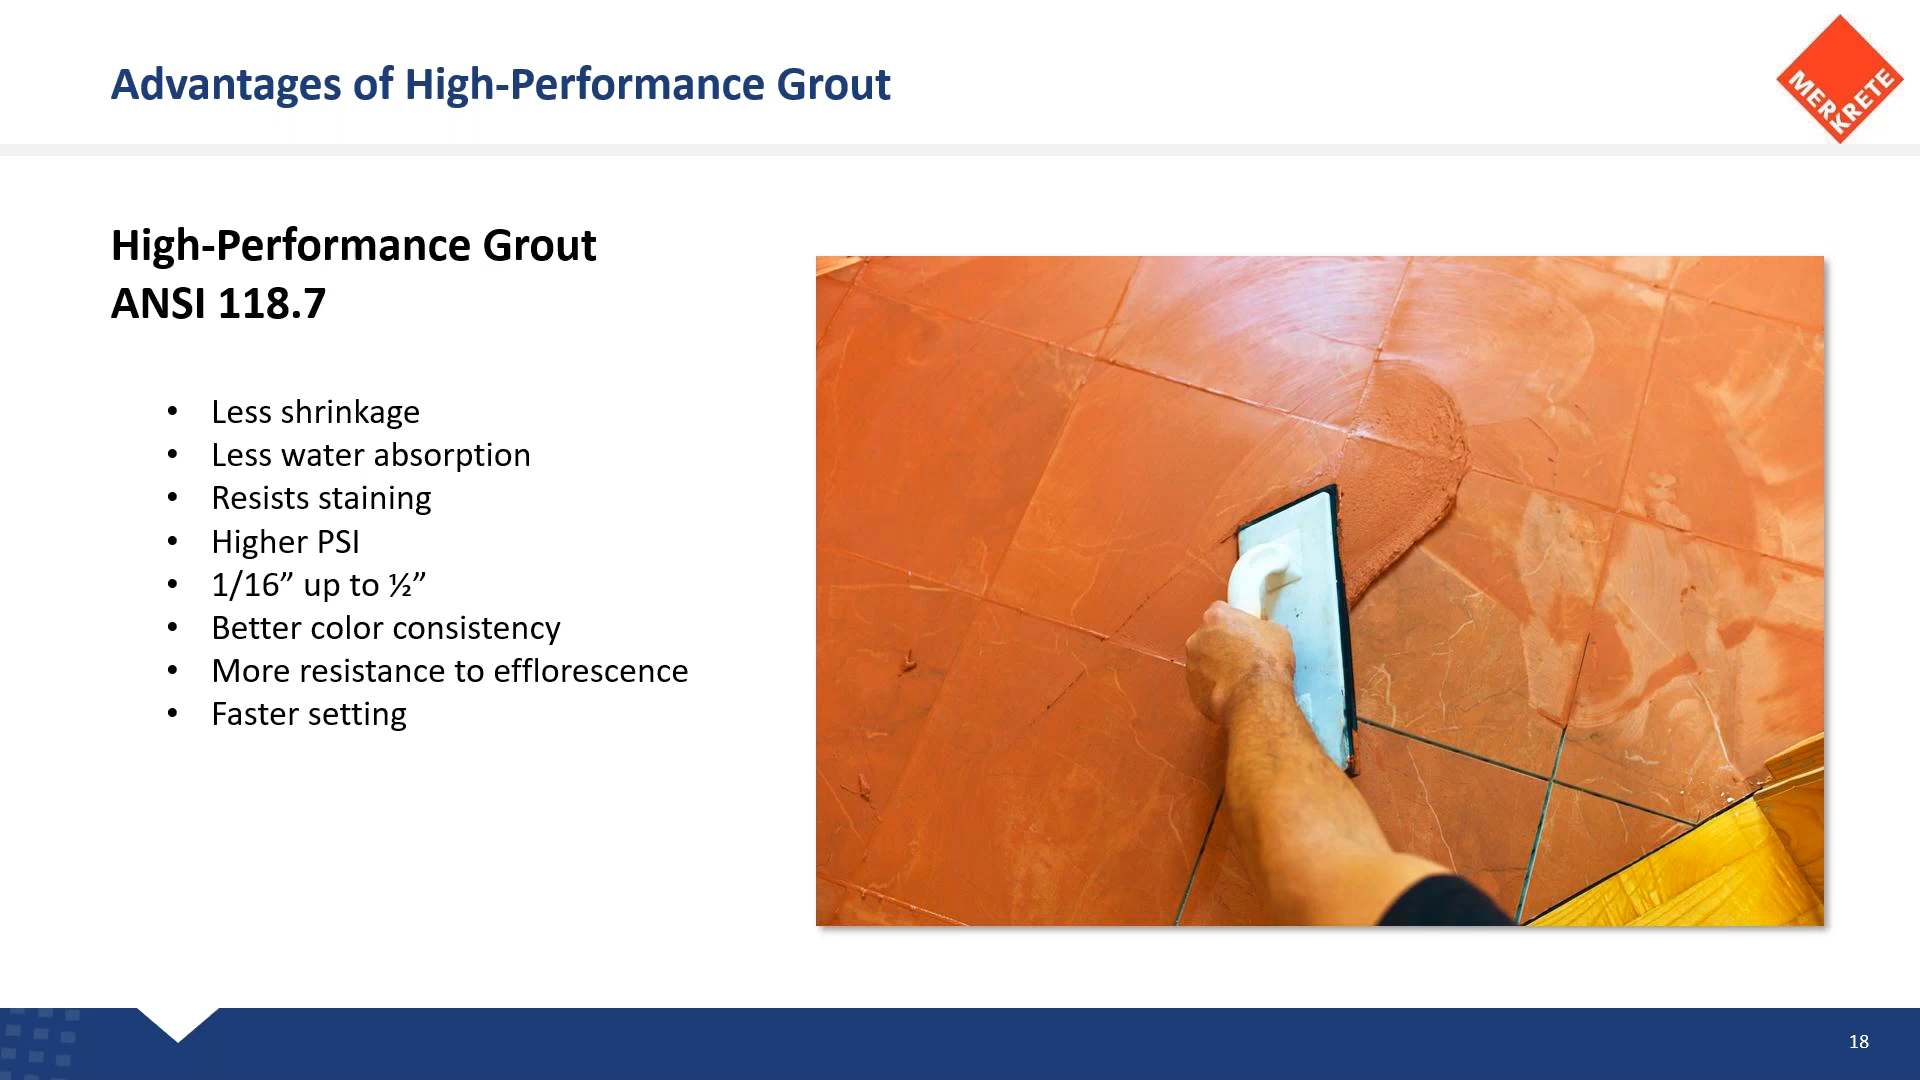 Advantages of High-Performance Grout
MERKRETE
High-Performance Grout
ANSI 118.7
• Less shrinkage
• Less water absorption
• Resists staining
• Higher PSI
• 1/16” up to ½”
• Better color consistency
• More resistance to efflorescence
• Faster setting
18